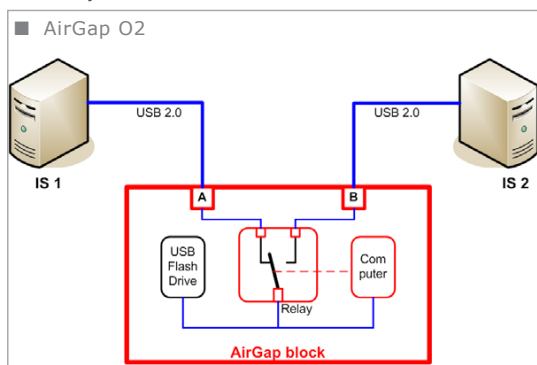 AirGap O2
USB 2.0
USB 2.0
IS 1
IS 2
A
B
USB
Flash
Drive
Com
puter
Relay
AirGap block